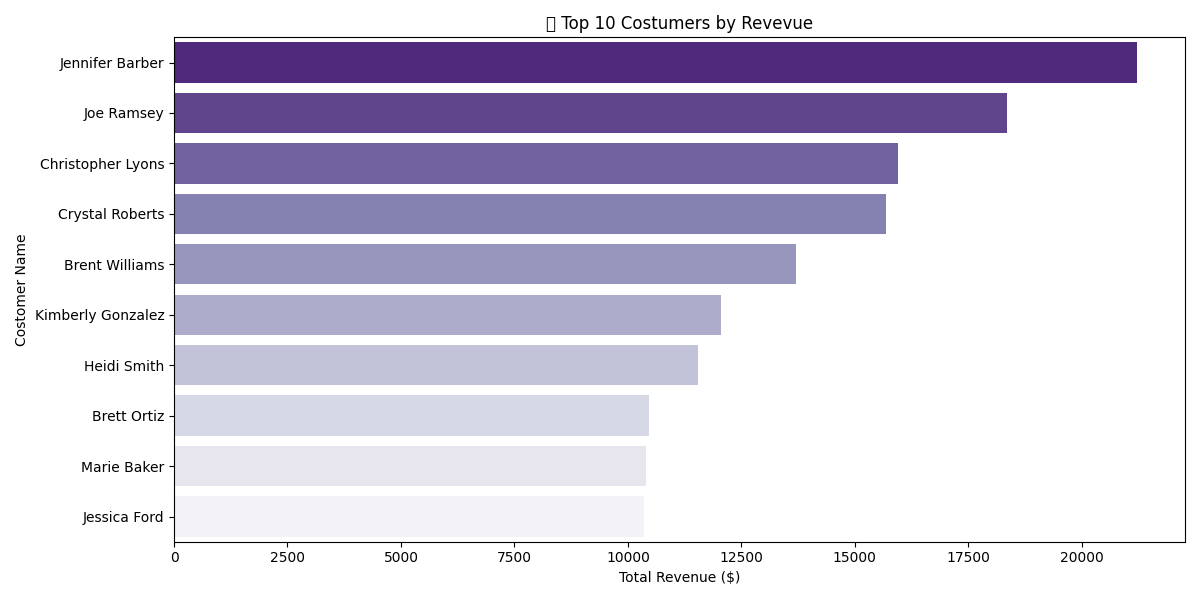 ▯ Top 10 Costumers by Revevue
Costomer Name
Jennifer Barber
Joe Ramsey
Christopher Lyons
Crystal Roberts
Brent Williams
Kimberly Gonzalez
Heidi Smith
Brett Ortiz
Marie Baker
Jessica Ford
0 2500 5000 7500 10000 12500 15000 17500 20000
Total Revenue ($)